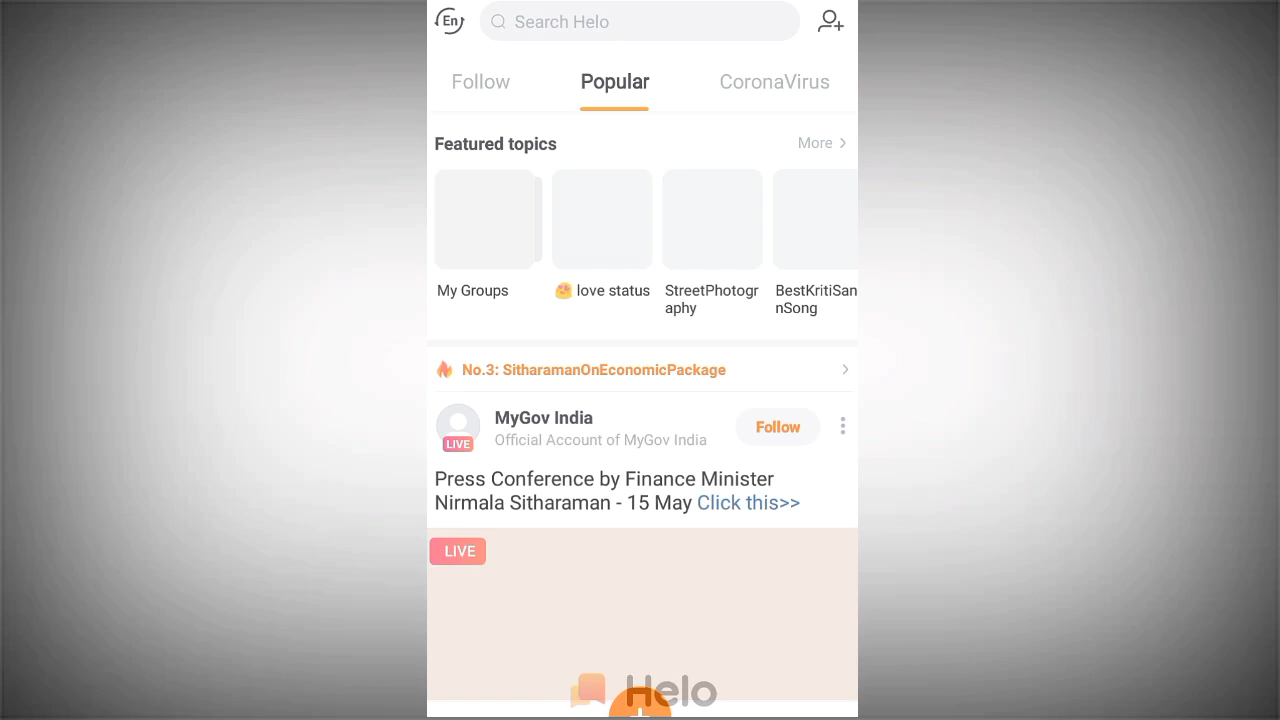 En
Search Helo
Follow
Popular
CoronaVirus
Featured topics
More
My Groups
love status
StreetPhotogr
aphy
BestKritiSan
nSong
No.3: SitharamanOnEconomicPackage
LIVE
MyGov India
Official Account of MyGov India
Follow
Press Conference by Finance Minister
Nirmala Sitharaman - 15 May Click this>>
LIVE
Helo